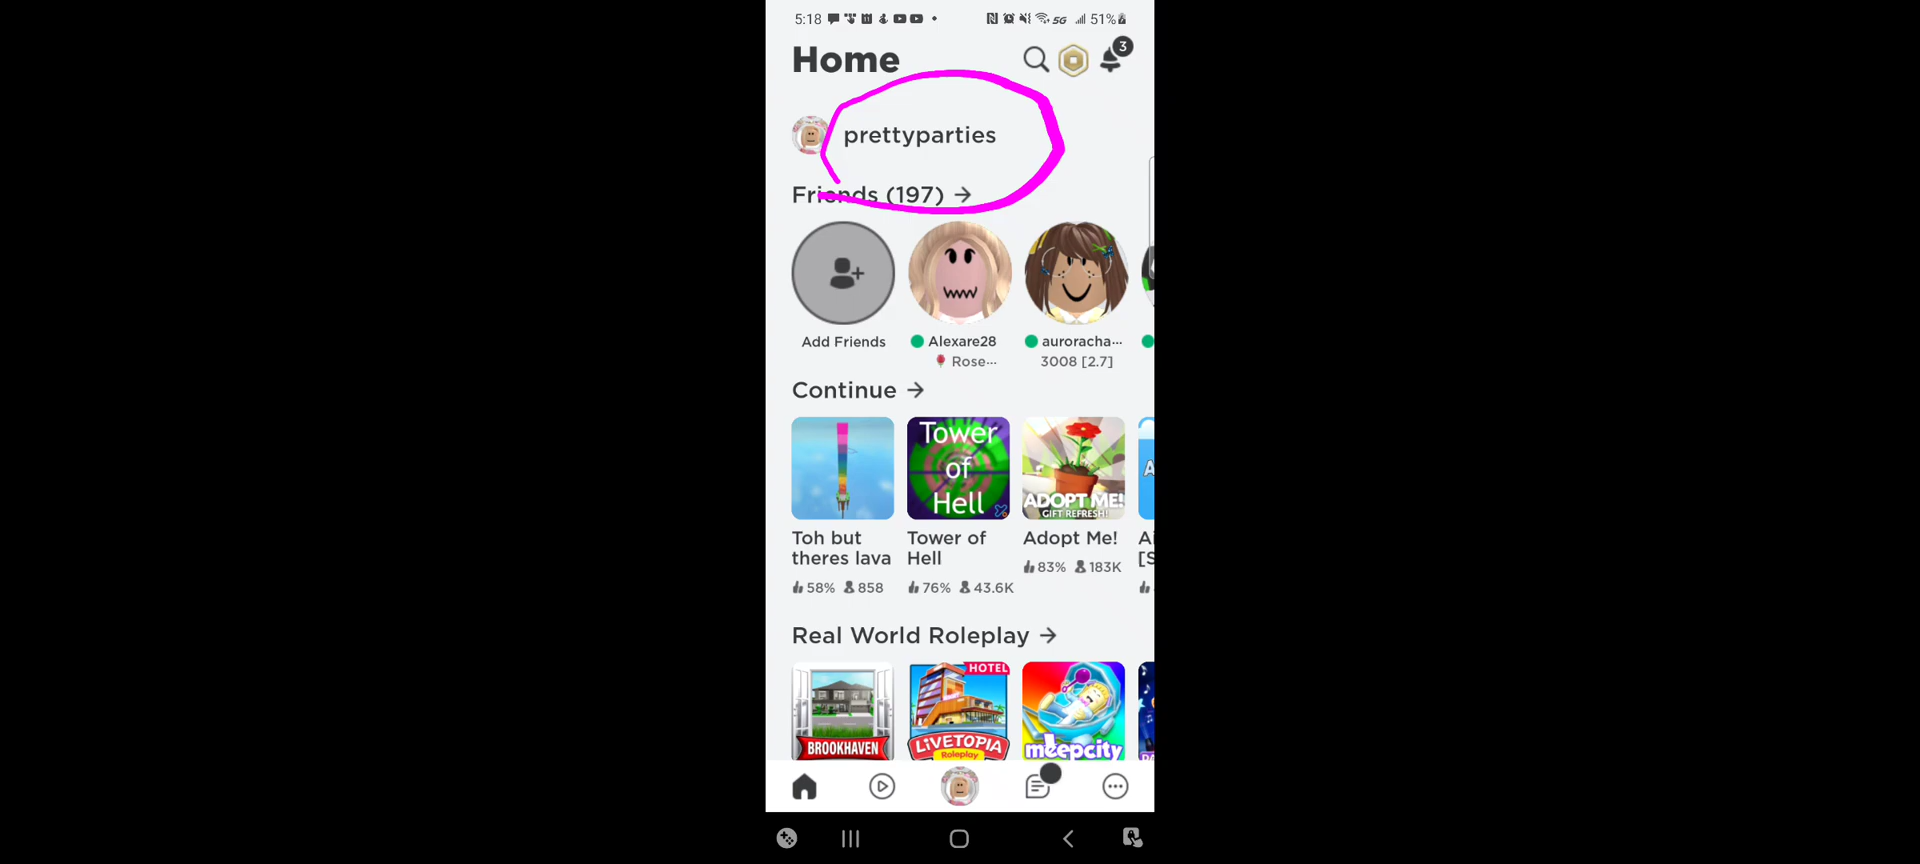 5:18
5G
51%
Home
3
prettyparties
Friends (197)
Add Friends
Alexare28
auroracha...
Rose...
3008 [2.7]
Continue
Tower
of
Hell
ADOPT ME!
GIFT REFRESH!
A
Toh but
theres lava
Tower of
Hell
Adopt Me!
Ai
[S
58%
858
76%
43.6K
83%
183K
Real World Roleplay
BROOKHAVEN
HOTEL
LIVETOPIA
Roleplay
meepcity